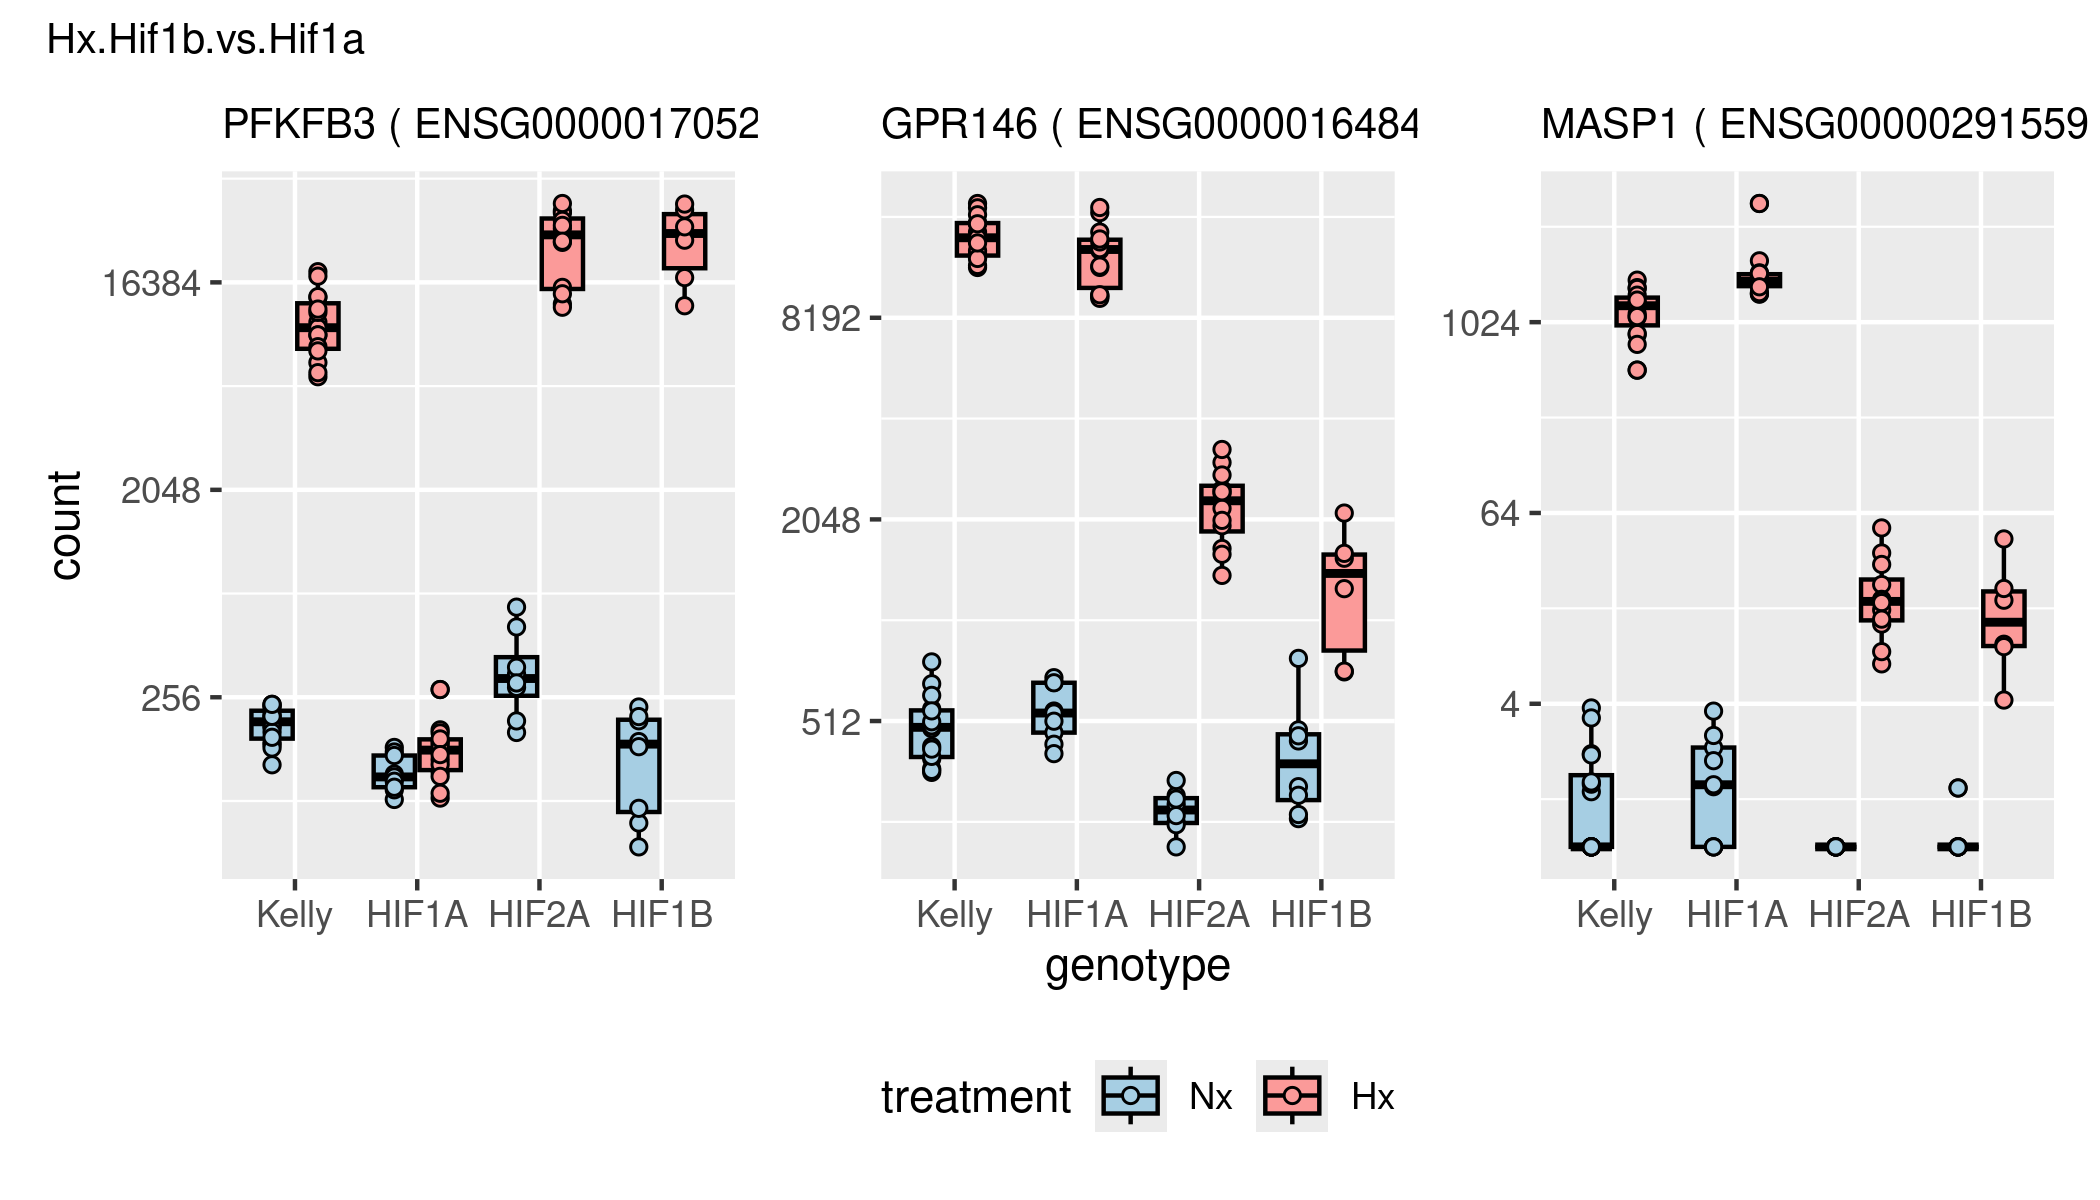 Hx.Hif1b.vs.Hif1a
PFKFB3 ( ENSG0000017052
GPR146 ( ENSG0000016484
MASP1 ( ENSG00000291559
count
16384
2048
256
8192
2048
512
1024
64
4
Kelly HIF1A HIF2A HIF1B
Kelly HIF1A HIF2A HIF1B
Kelly HIF1A HIF2A HIF1B
genotype
treatment Nx Hx